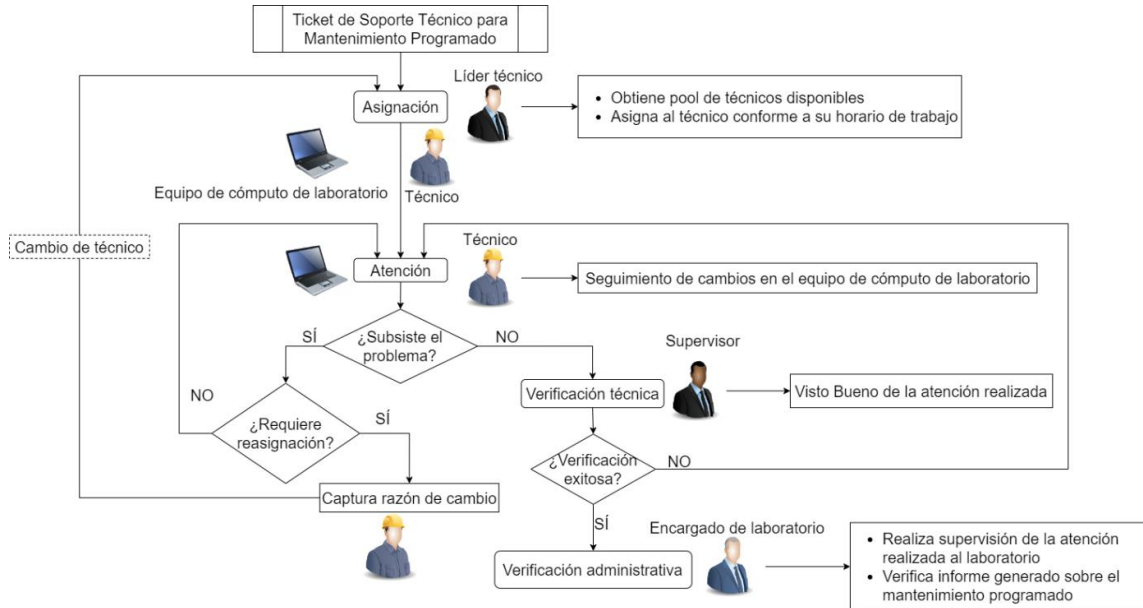 Ticket de Soporte Técnico para
Mantenimiento Programado
Líder técnico
Asignación
• Obtiene pool de técnicos disponibles
• Asigna al técnico conforme a su horario de trabajo
Equipo de cómputo de laboratorio
Técnico
Cambio de técnico
Técnico
Atención
Seguimiento de cambios en el equipo de cómputo de laboratorio
SÍ
¿Subsiste el
problema?
NO
Supervisor
NO
Verificación técnica
Visto Bueno de la atención realizada
¿Requiere
reasignación?
SÍ
¿Verificación
exitosa?
NO
Captura razón de cambio
SÍ
Encargado de laboratorio
Verificación administrativa
• Realiza supervisión de la atención
realizada al laboratorio
• Verifica informe generado sobre el
mantenimiento programado